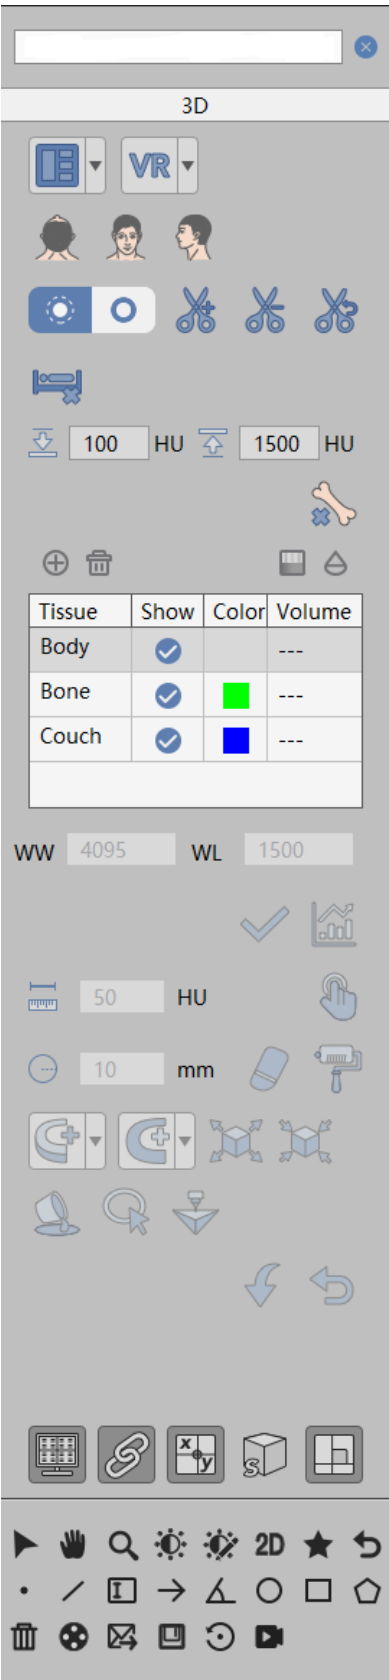 3D
VR
100 HU 1500 HU
Tissue Show Color Volume
Body ---
Bone ---
Couch ---
WW 4095 WL 1500
50 HU
10 mm
x y S
2D